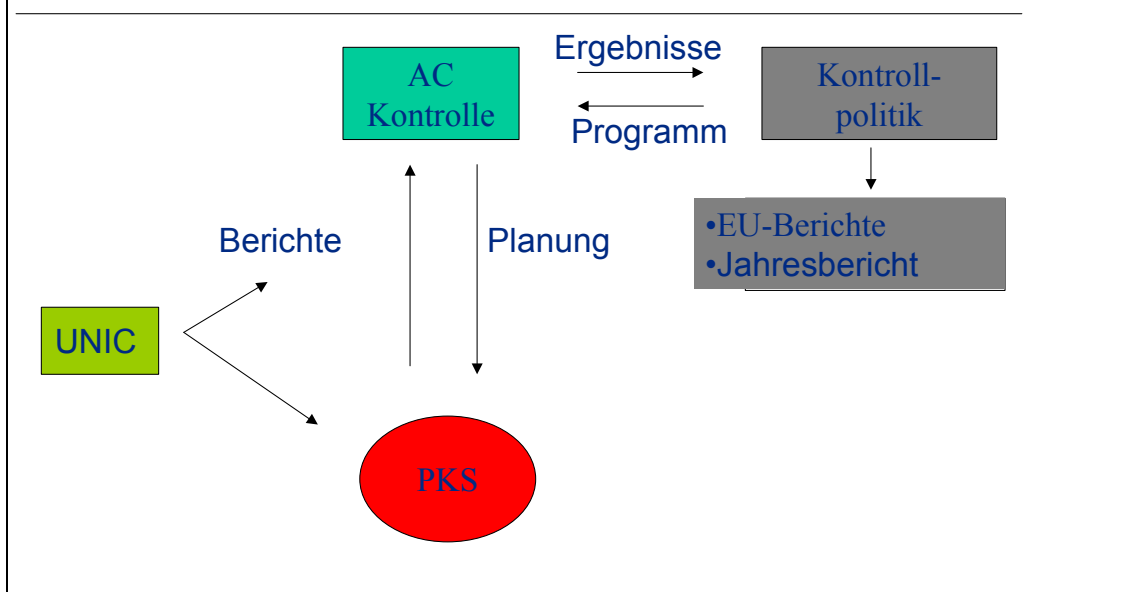 Ergebnisse
AC
Kontrolle
Kontroll-
politik
Programm
Berichte
Planung
•EU-Berichte
•Jahresbericht
UNIC
PKS